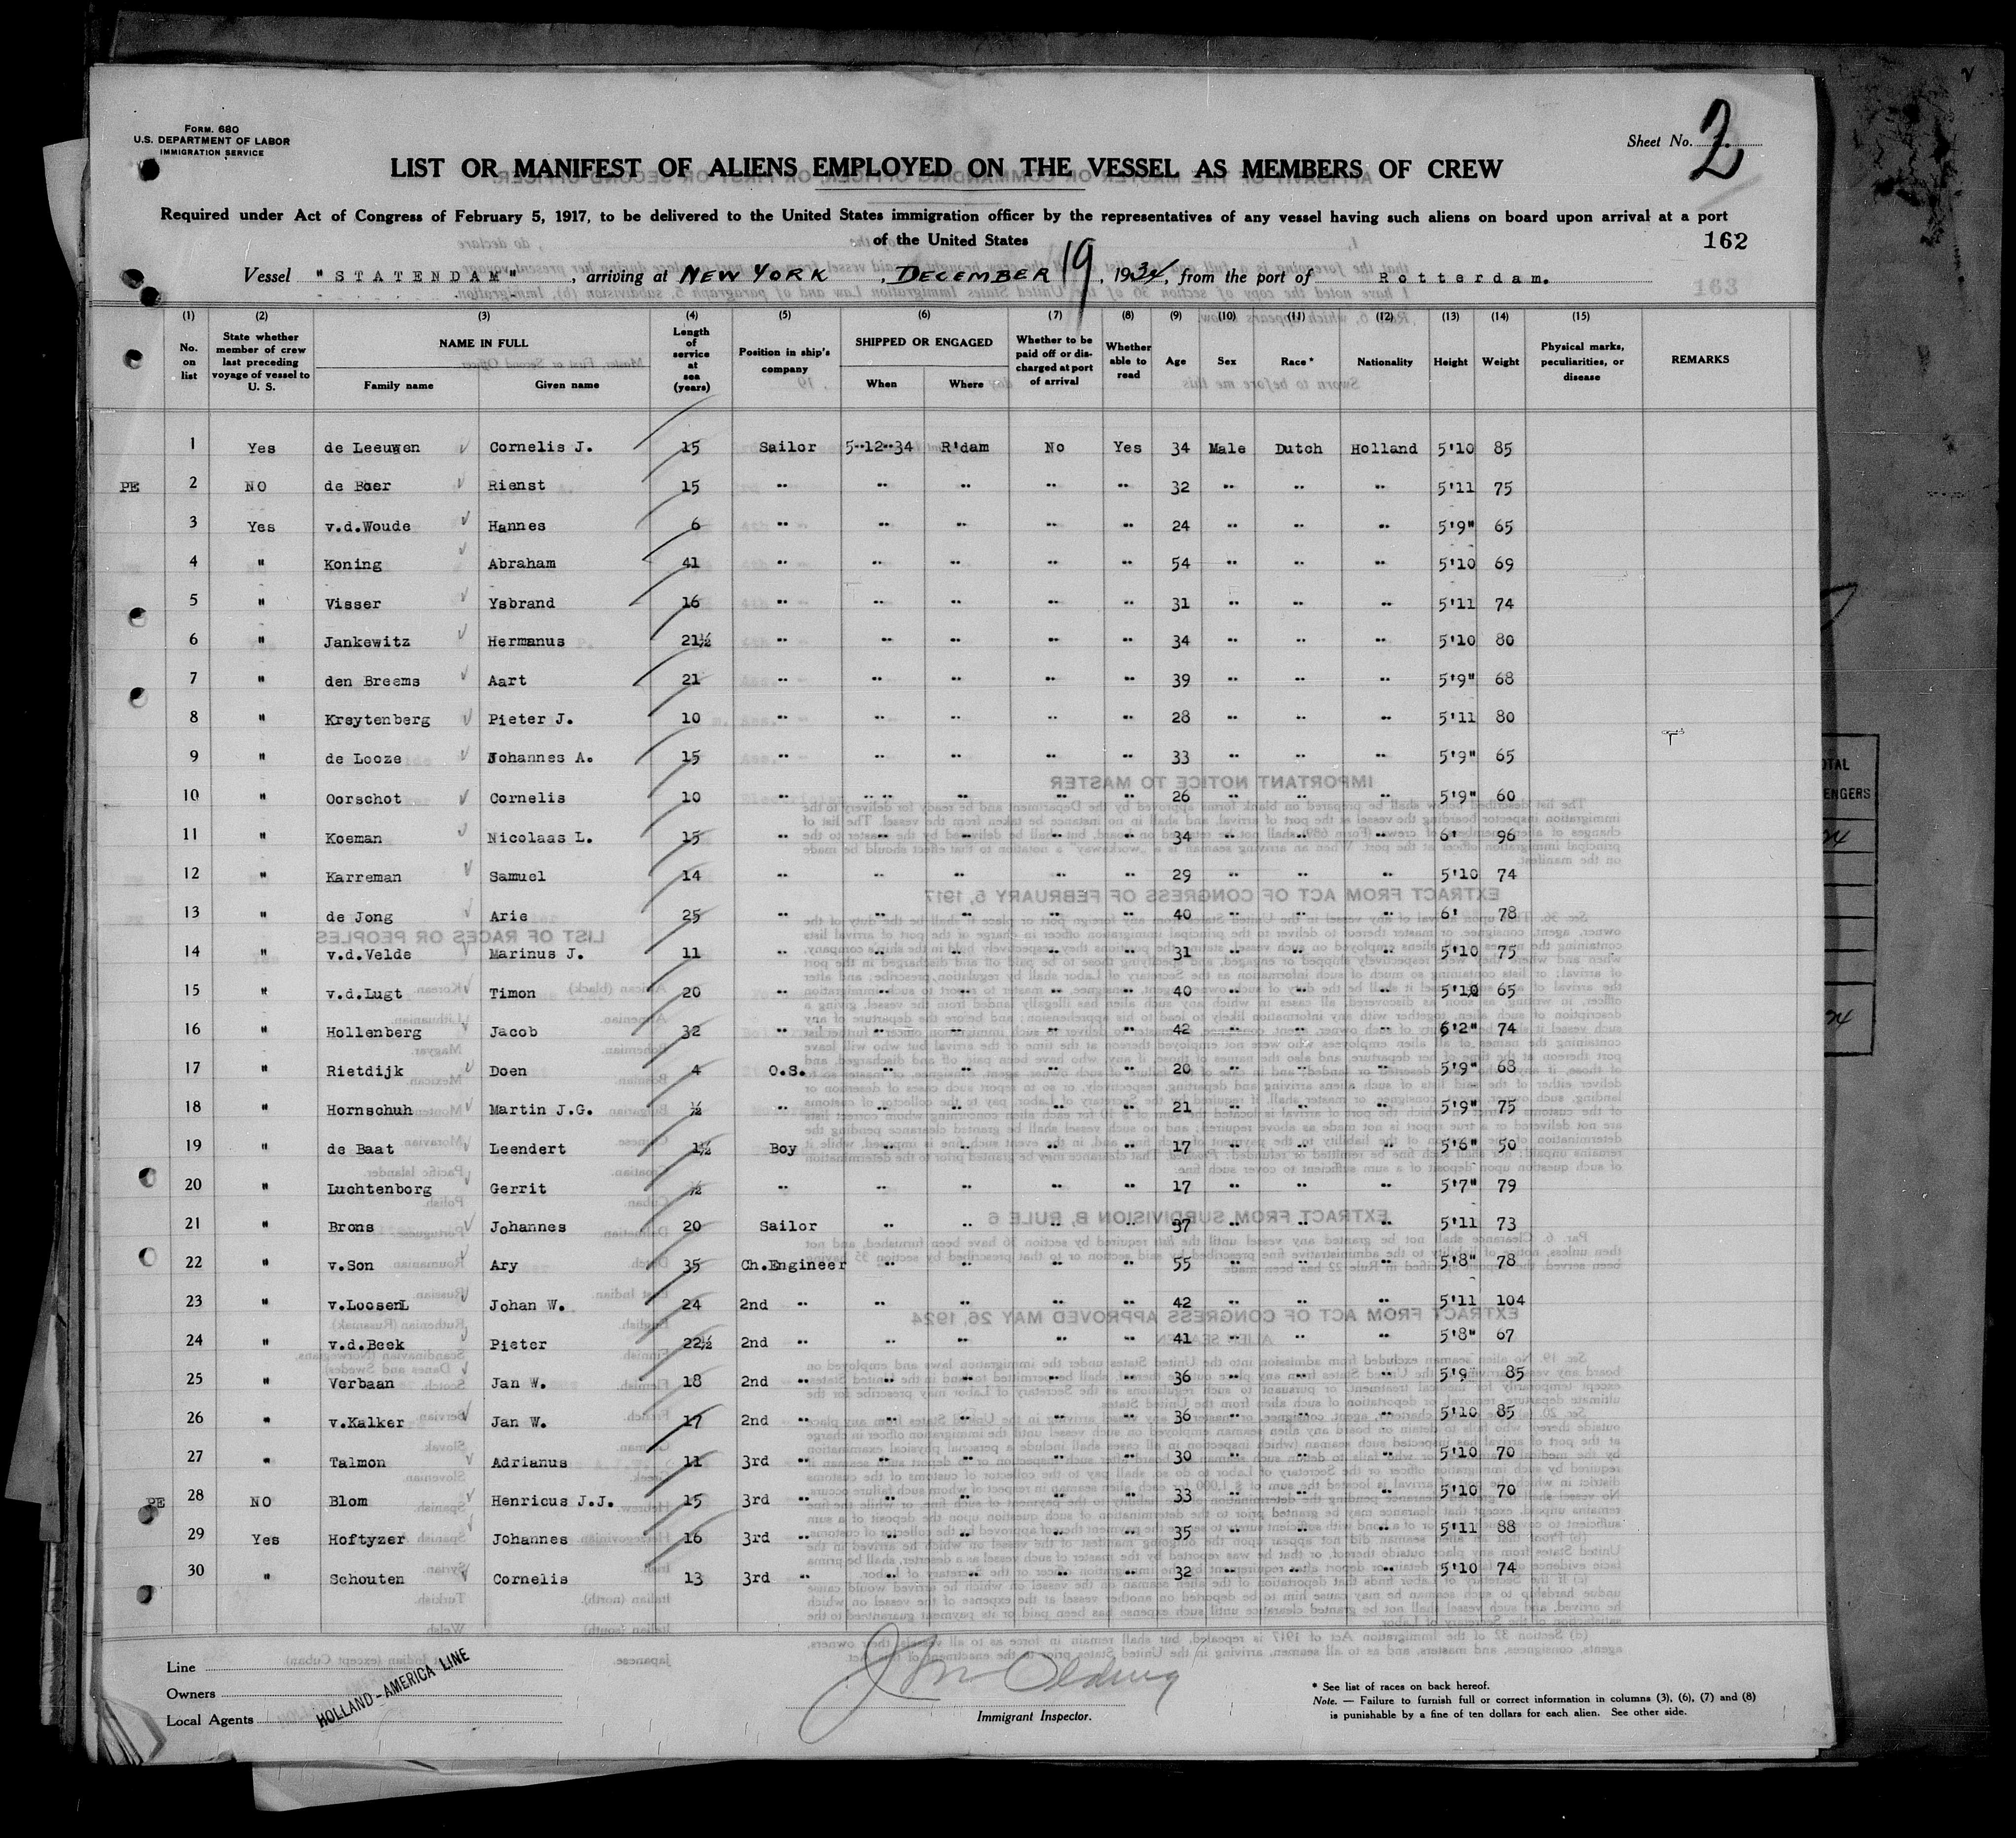 FORM. 680
U.S. DEPARTMENT OF LABOR
IMMIGRATION SERVICE
Sheet No. 2
LIST OR MANIFEST OF ALIENS EMPLOYED ON THE VESSEL AS MEMBERS OF CREW
Required under Act of Congress of February 5, 1917, to be delivered to the United States immigration officer by the representatives of any vessel having such aliens on board upon arrival at a port
of the United States
162
Vessel "STATENDAM", arriving at NEW YORK, DECEMBER 19, 1934, from the port of Rotterdam.
(1) (2) (3) (4) (5) (6) (7) (8) (9) (10) (11) (12) (13) (14) (15)
No. on list | State whether member of crew last preceding voyage of vessel to U. S. | NAME IN FULL Family name Given name | Length of service at sea (years) | Position in ship's company | SHIPPED OR ENGAGED When Where | Whether to be paid off or discharged at port of arrival | Whether able to read | Age | Sex | Race * | Nationality | Height | Weight | Physical marks, peculiarities, or disease | REMARKS
1 Yes de Leeuwen Cornelis J. 15 Sailor 5-12-34 R'dam No Yes 34 Male Dutch Holland 5'10 85
PE 2 NO de Boer Rienst 15 " " " " " 32 " " " 5'11 75
3 Yes v.d.Woude Hannes 6 " " " " " 24 " " " 5'9" 65
4 " Koning Abraham 41 " " " " " 54 " " " 5'10 69
5 " Visser Ysbrand 16 " " " " " 31 " " " 5'11 74
6 " Jankewitz Hermanus 21½ " " " " " 34 " " " 5'10 80
7 " den Breems Aart 21 " " " " " 39 " " " 5'9" 68
8 " Kreytenberg Pieter J. 10 " " " " " 28 " " " 5'11 80
9 " de Looze Johannes A. 15 " " " " " 33 " " " 5'9" 65
10 " Oorschot Cornelis 10 " " " " " 26 " " " 5'9" 60
11 " Koeman Nicolaas L. 15 " " " " " 34 " " " 6' 96
12 " Karreman Samuel 14 " " " " " 29 " " " 5'10 74
13 " de Jong Arie 25 " " " " " 40 " " " 6' 78
14 " v.d.Velde Marinus J. 11 " " " " " 31 " " " 5'10 75
15 " v.d.Lugt Timon 20 " " " " " 40 " " " 65
16 " Hollenberg Jacob 32 " " " " " 42 " " " 6'2" 74
17 " Rietdijk Doen 4 O.S. " " " " 20 " " " 5'9" 68
18 " Hornschuh Martin J.G. ½ " " " " " 21 " " " 5'9" 75
19 " de Baat Leendert 1½ Boy " " " " 17 " " " 5'6" 50
20 " Luchtenborg Gerrit ½ " " " " " 17 " " " 5'7" 79
21 " Brons Johannes 20 Sailor " " " " 37 " " " 5'11 73
22 " v.Son Ary 35 Ch.Engineer " " " " 55 " " " 5'8" 78
23 " v.Loosen Johan W. 24 2nd " " " " " 42 " " " 5'11 104
24 " v.d.Beek Pieter 22½ 2nd " " " " " 41 " " " 5'8" 67
25 " Verbaan Jan W. 18 2nd " " " " " 36 " " " 5'9 85
26 " v.Kalker Jan W. 17 2nd " " " " " 36 " " " 5'10 85
27 " Talmon Adrianus 11 3rd " " " " " 30 " " " 5'10 70
PE 28 NO Blom Henricus J.J. 15 3rd " " " " " 33 " " " 5'10 70
29 Yes Hoftyzer Johannes 16 3rd " " " " " 35 " " " 5'11 88
30 " Schouten Cornelis 13 3rd " " " " " 32 " " " 5'10 74
Line
Owners
Local Agents
HOLLAND-AMERICA LINE
Immigrant Inspector.
* See list of races on back hereof.
Note. — Failure to furnish full or correct information in columns (3), (6), (7) and (8)
is punishable by a fine of ten dollars for each alien. See other side.